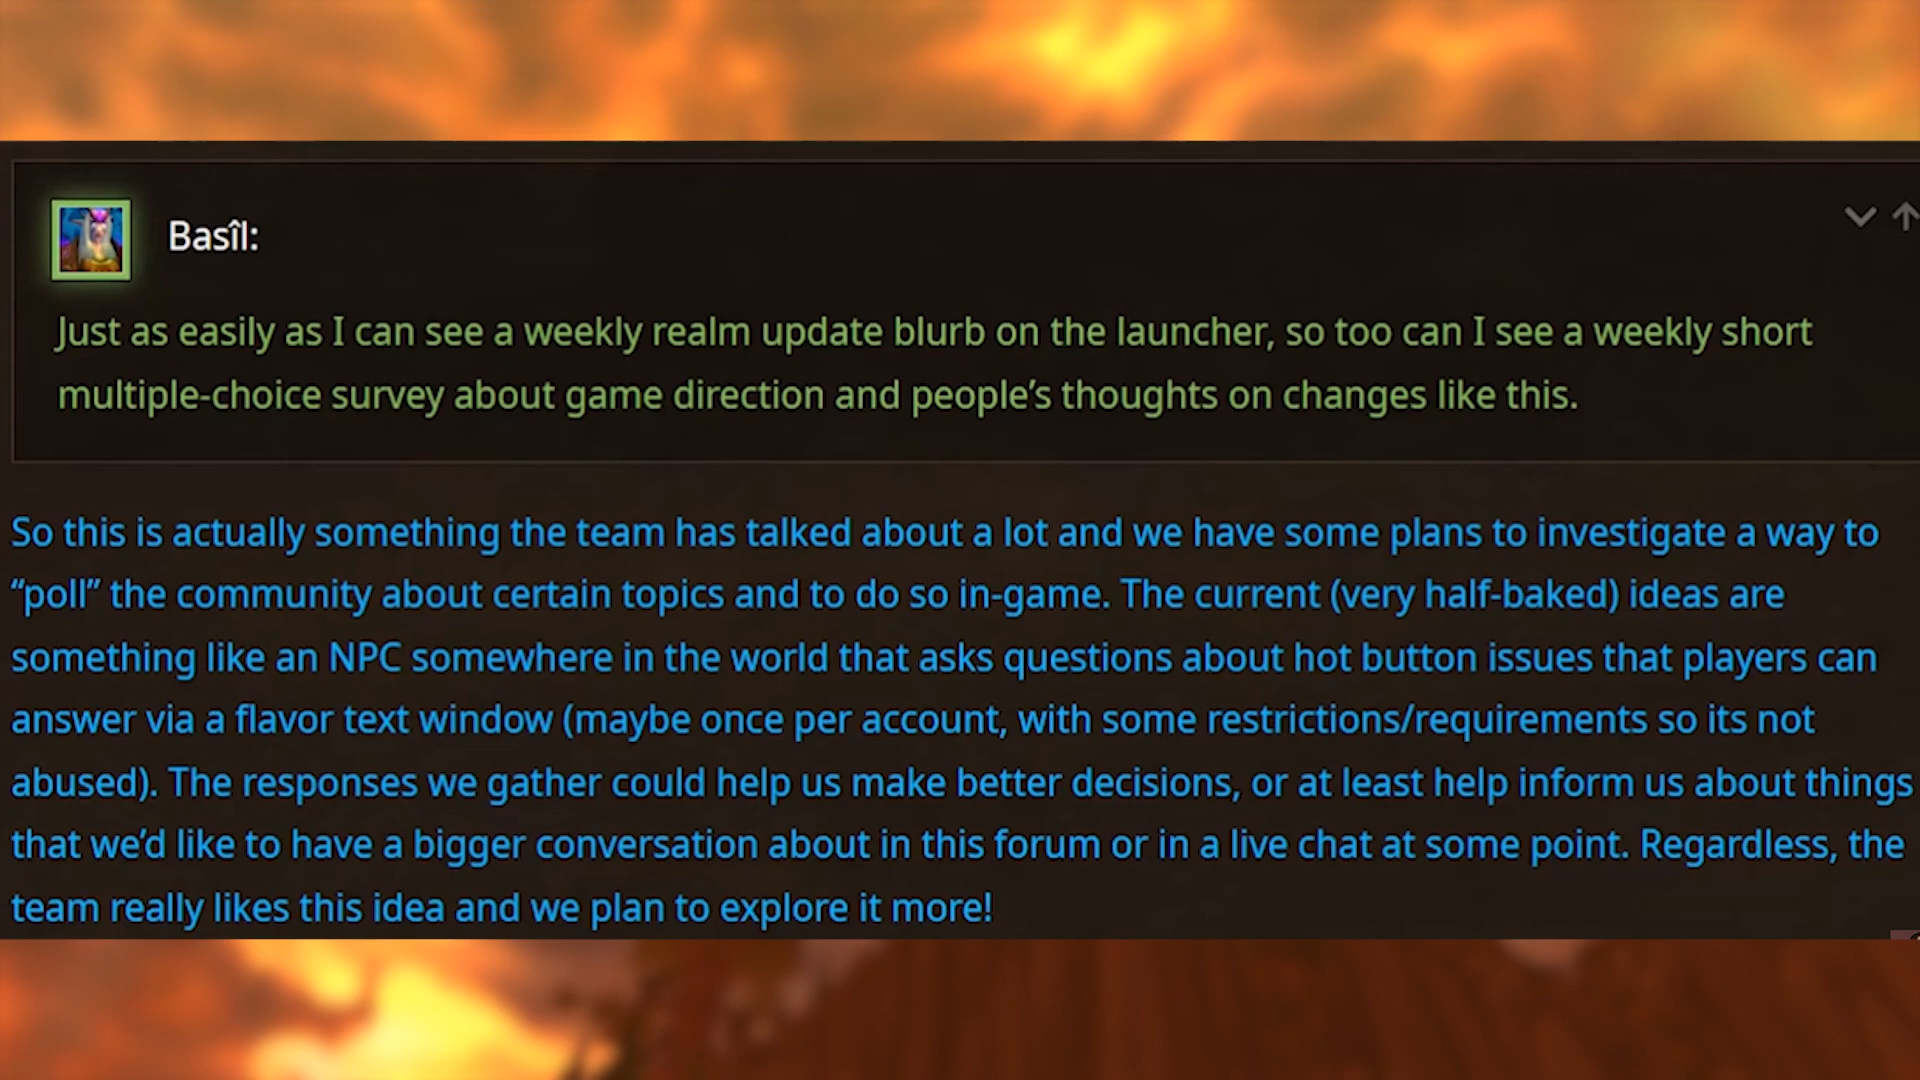 Basîl:
Just as easily as I can see a weekly realm update blurb on the launcher, so too can I see a weekly short
multiple-choice survey about game direction and people’s thoughts on changes like this.
So this is actually something the team has talked about a lot and we have some plans to investigate a way to
“poll” the community about certain topics and to do so in-game. The current (very half-baked) ideas are
something like an NPC somewhere in the world that asks questions about hot button issues that players can
answer via a flavor text window (maybe once per account, with some restrictions/requirements so its not
abused). The responses we gather could help us make better decisions, or at least help inform us about things
that we’d like to have a bigger conversation about in this forum or in a live chat at some point. Regardless, the
team really likes this idea and we plan to explore it more!